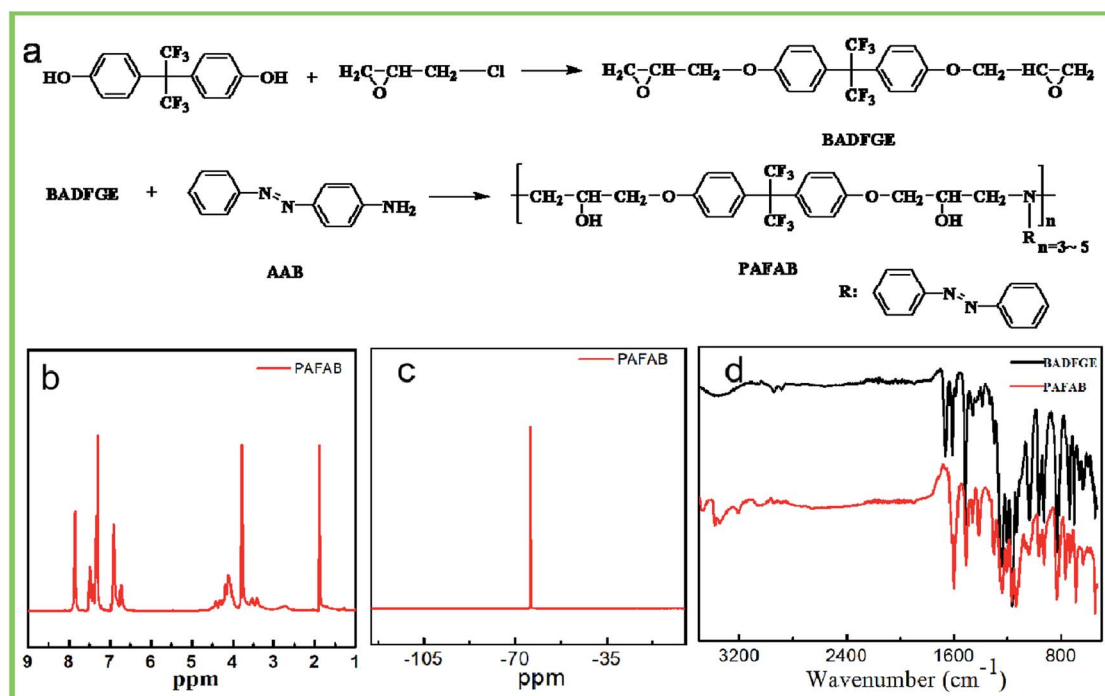 a
HO
CF₃
CF₃
OH
+
H₂C
O
CH₂
Cl
H₂C
O
CH₂
O
CF₃
CF₃
O
CH₂
HC
O
CH₂
BADFGE
BADFGE
+
N
N
NH₂
AAB
CH₂
CH
CH₂
O
OH
CF₃
CF₃
O
CH₂
CH
CH₂
N
OH
R
n
n=3~5
PAFAB
R:
N
N
b
PAFAB
9 8 7 6 5 4 3 2 1
ppm
c
PAFAB
-105 -70 -35
ppm
d
BADFGE
PAFAB
3200 2400 1600 800
Wavenumber (cm⁻¹)